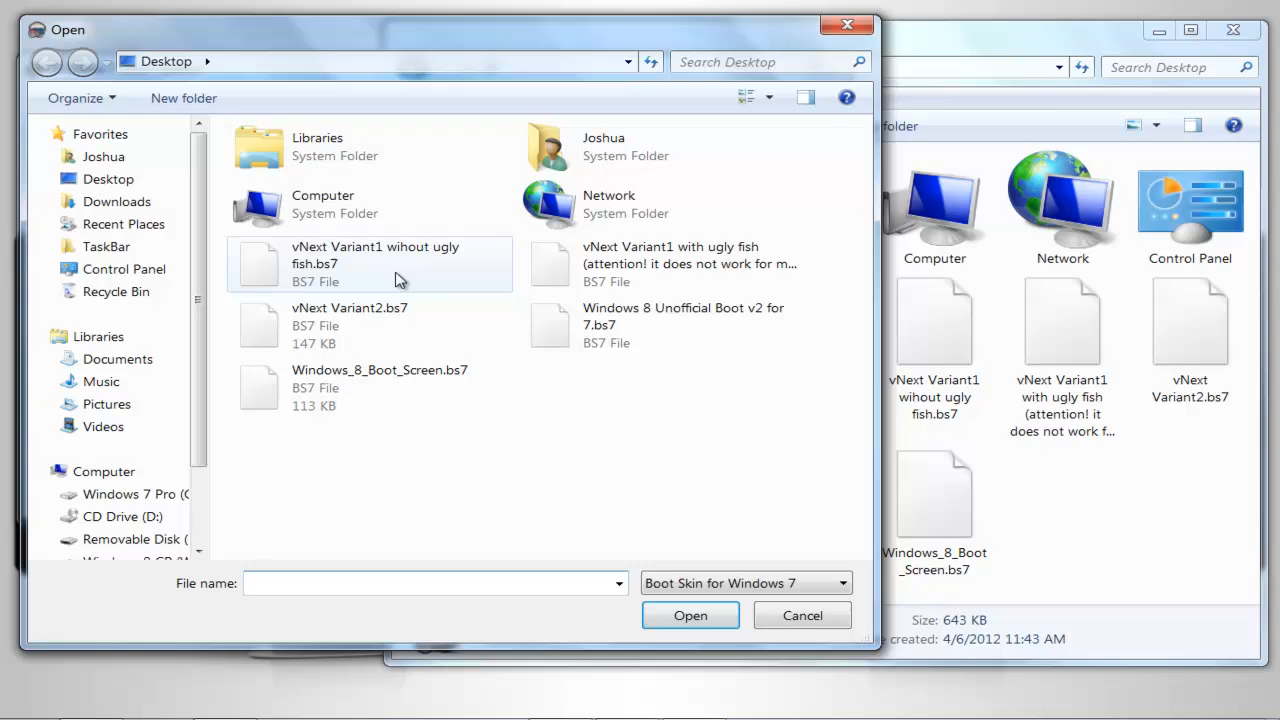 Open
Desktop
Search Desktop
Search Desktop
Organize
New folder
folder
Favorites
Joshua
Desktop
Downloads
Recent Places
TaskBar
Control Panel
Recycle Bin
Libraries
Documents
Music
Pictures
Videos
Computer
Windows 7 Pro (C
CD Drive (D:)
Removable Disk (
Libraries
System Folder
Joshua
System Folder
Computer
System Folder
Network
System Folder
vNext Variant1 wihout ugly
fish.bs7
BS7 File
vNext Variant1 with ugly fish
(attention! it does not work for m...
BS7 File
vNext Variant2.bs7
BS7 File
147 KB
Windows 8 Unofficial Boot v2 for
7.bs7
BS7 File
Windows_8_Boot_Screen.bs7
BS7 File
113 KB
File name:
Boot Skin for Windows 7
Open
Cancel
Computer
Network
Control Panel
vNext Variant1
wihout ugly
fish.bs7
vNext Variant1
with ugly fish
(attention! it
does not work f...
vNext
Variant2.bs7
Windows_8_Boot
_Screen.bs7
Size: 643 KB
created: 4/6/2012 11:43 AM